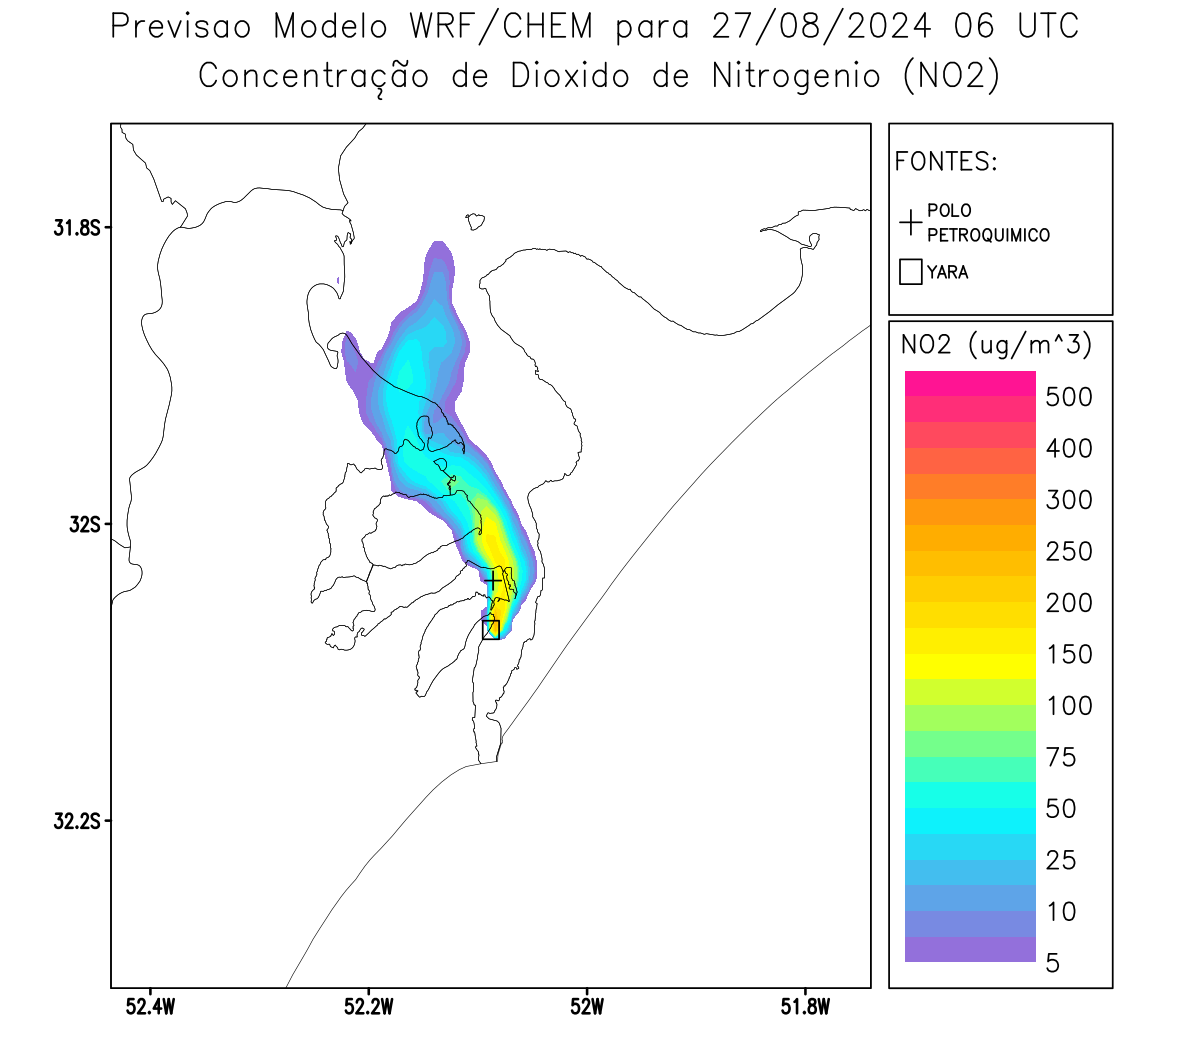 Previsao Modelo WRF/CHEM para 27/08/2024 06 UTC
Concentração de Dioxido de Nitrogenio (NO2)
FONTES:
POLO
PETROQUIMICO
YARA
NO2 (ug/m^3)
500
400
300
250
200
150
100
75
50
25
10
5
31.8S
32S
32.2S
52.4W
52.2W
52W
51.8W